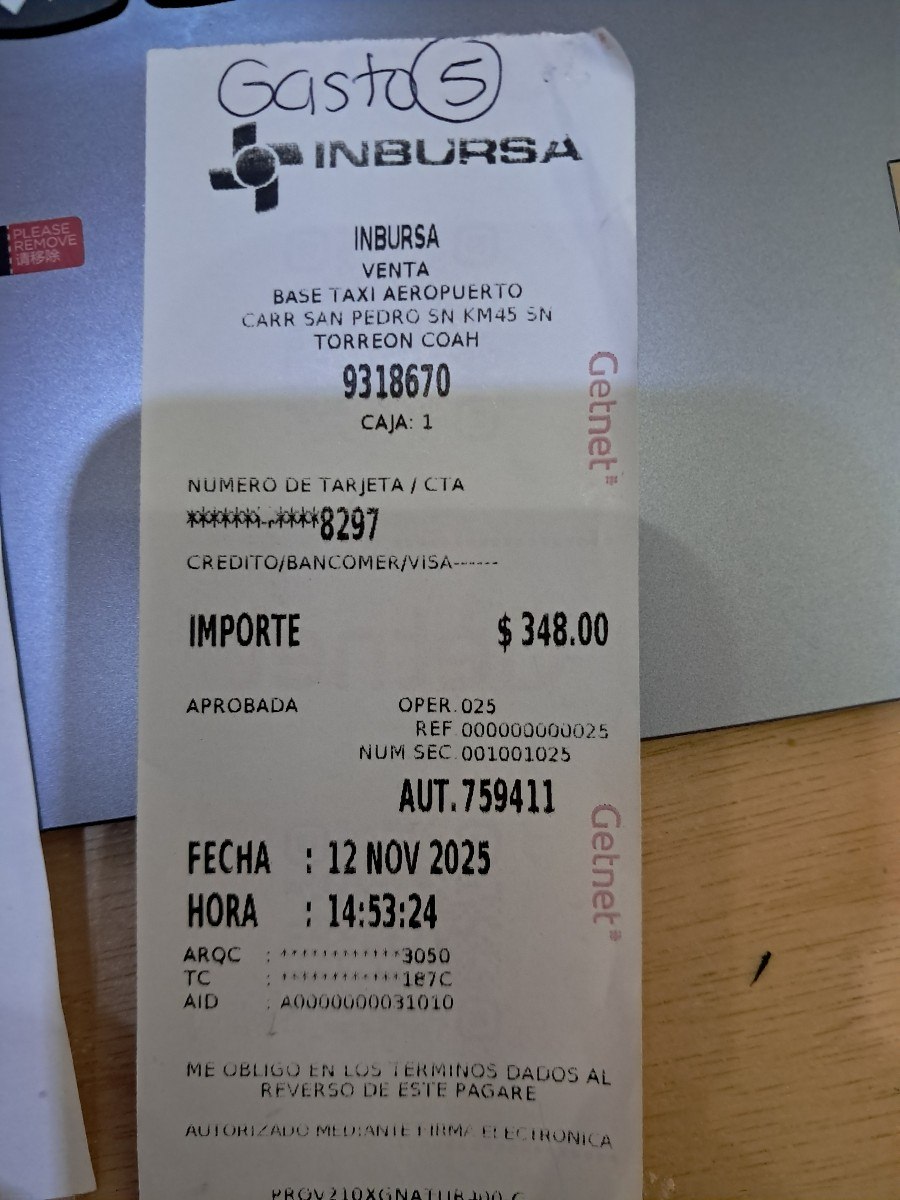 Gasto 5
INBURSA
PLEASE
REMOVE
请移除
INBURSA
VENTA
BASE TAXI AEROPUERTO
CARR SAN PEDRO SN KM45 SN
TORREON COAH
9318670
CAJA: 1
Getnet
NUMERO DE TARJETA / CTA
8297
CREDITO/BANCOMER/VISA------
IMPORTE $ 348.00
APROBADA OPER.025
REF.000000000025
NUM SEC.001001025
AUT.759411
Getnet
FECHA : 12 NOV 2025
HORA : 14:53:24
ARQC : ************3050
TC : ************187C
AID : A0000000031010
ME OBLIGO EN LOS TERMINOS DADOS AL
REVERSO DE ESTE PAGARE
AUTORIZADO MEDIANTE FIRMA ELECTRONICA